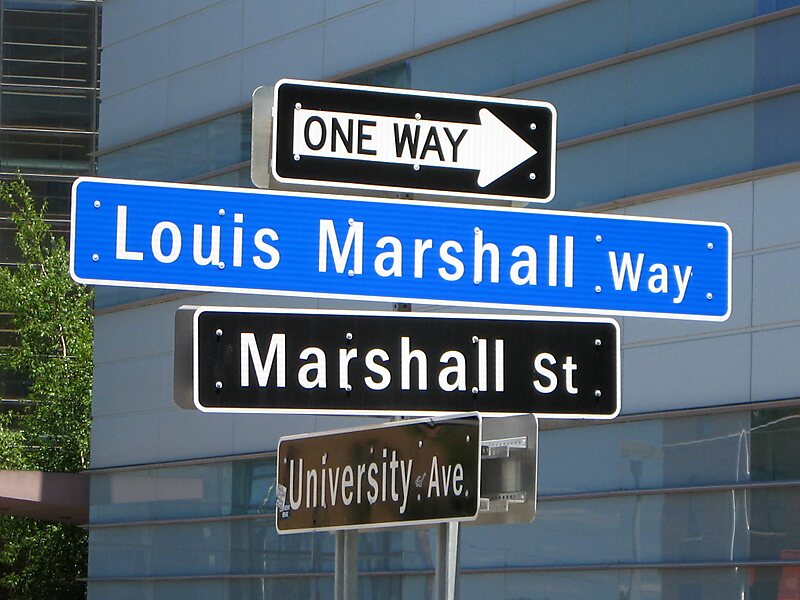 ONE WAY
Louis Marshall Way
Marshall St
University Ave.